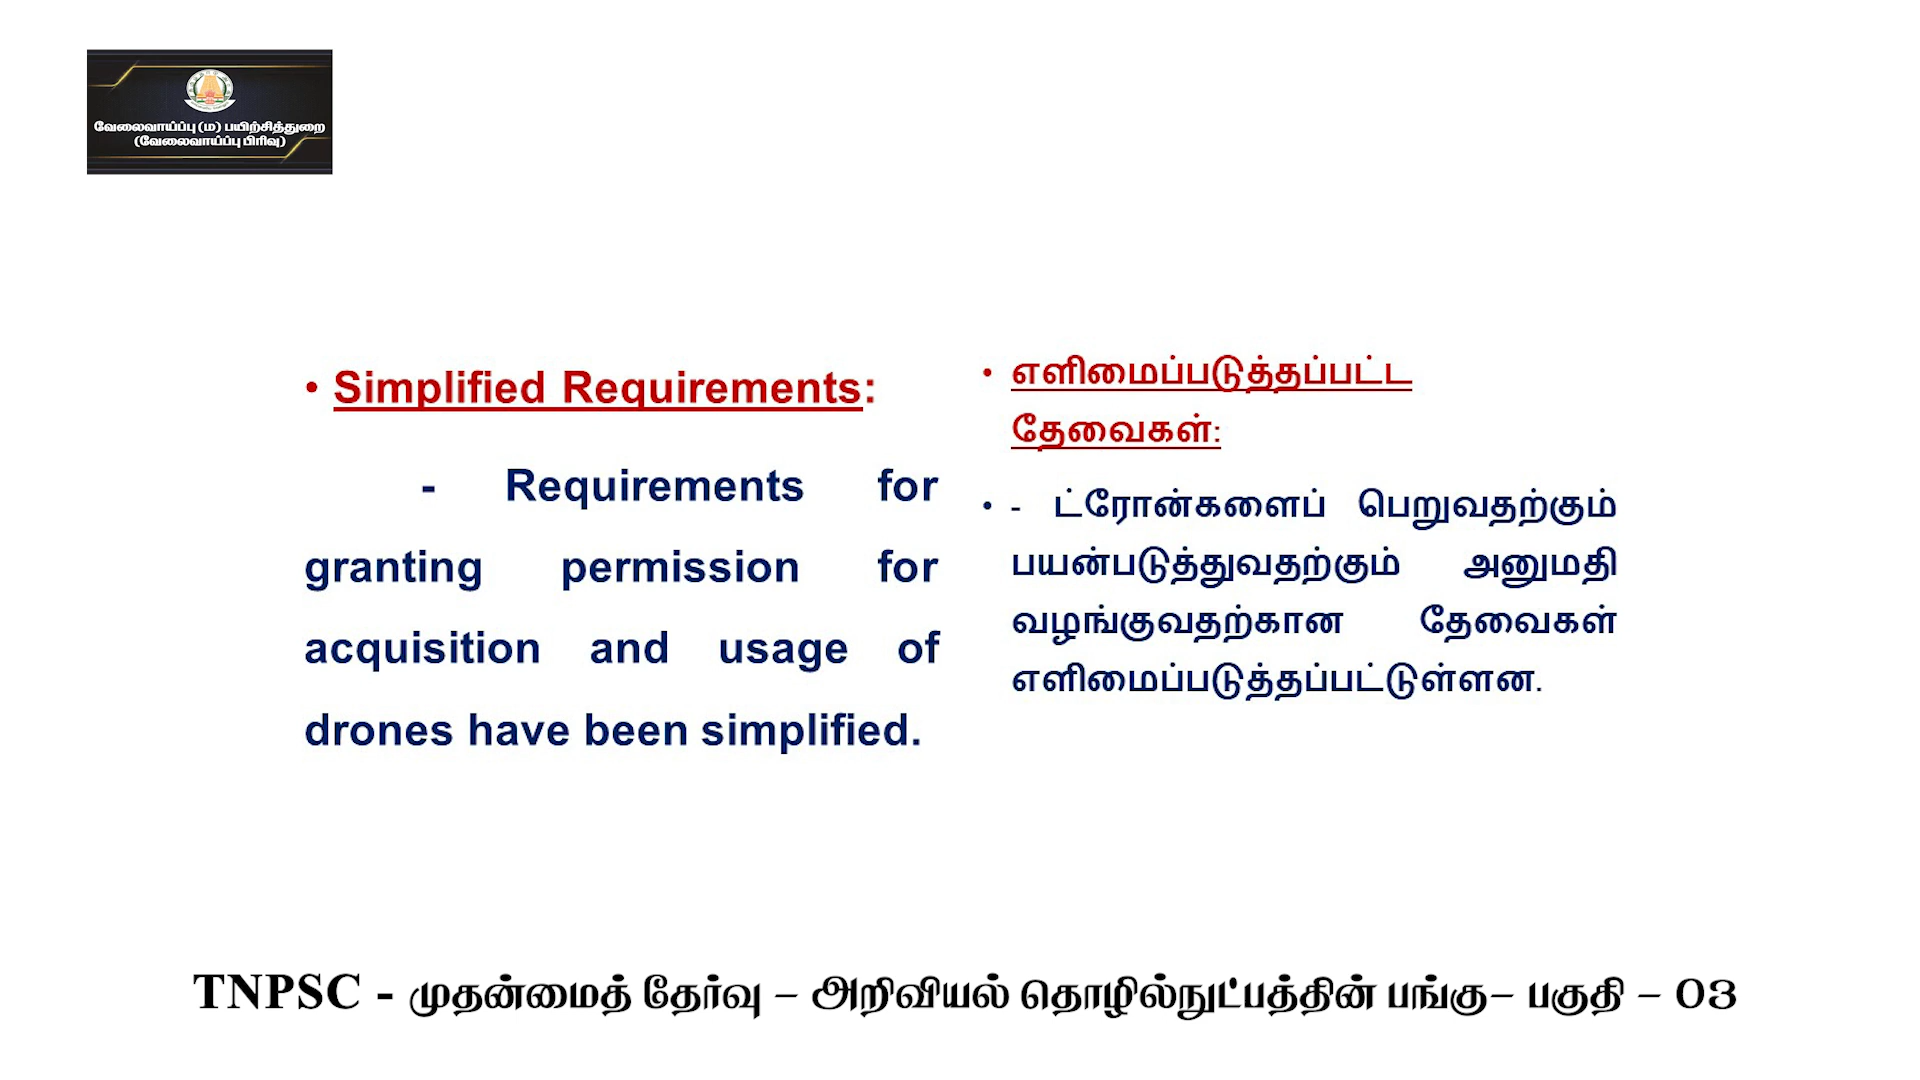 வேலைவாய்ப்பு (ம) பயிற்சித்துறை
(வேலைவாய்ப்பு பிரிவு)
• Simplified Requirements:
- Requirements for
granting permission for
acquisition and usage of
drones have been simplified.
• எளிமைப்படுத்தப்பட்ட
தேவைகள்:
• - ட்ரோன்களைப் பெறுவதற்கும்
பயன்படுத்துவதற்கும் அனுமதி
வழங்குவதற்கான தேவைகள்
எளிமைப்படுத்தப்பட்டுள்ளன.
TNPSC - முதன்மைத் தேர்வு – அறிவியல் தொழில்நுட்பத்தின் பங்கு– பகுதி – 03